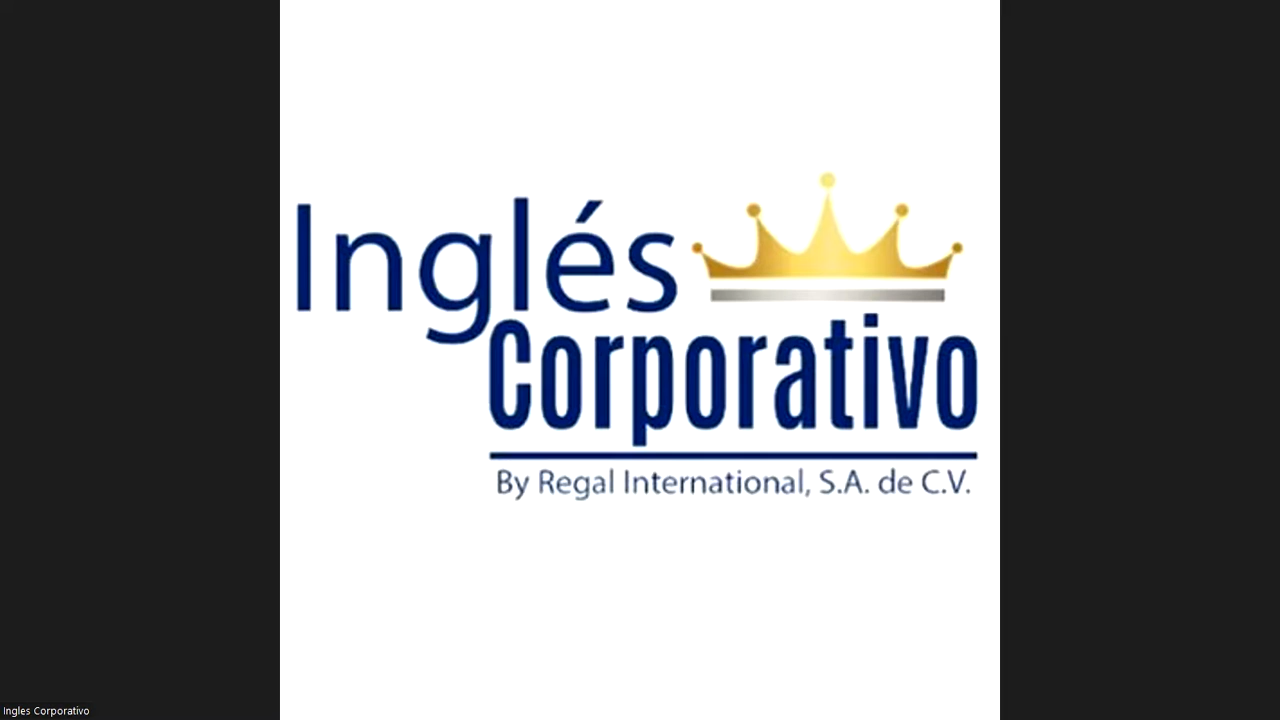 Inglés
Corporativo
By Regal International, S.A. de C.V.
Ingles Corporativo